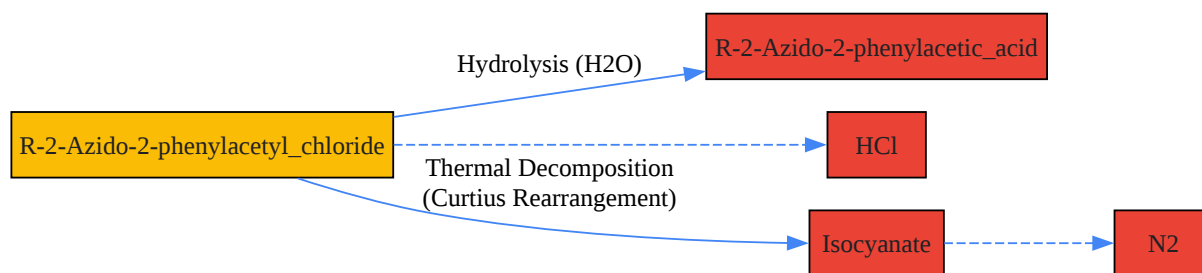 R-2-Azido-2-phenylacetic_acid
Hydrolysis (H2O)
R-2-Azido-2-phenylacetyl_chloride
HCl
Thermal Decomposition
(Curtius Rearrangement)
Isocyanate
N2